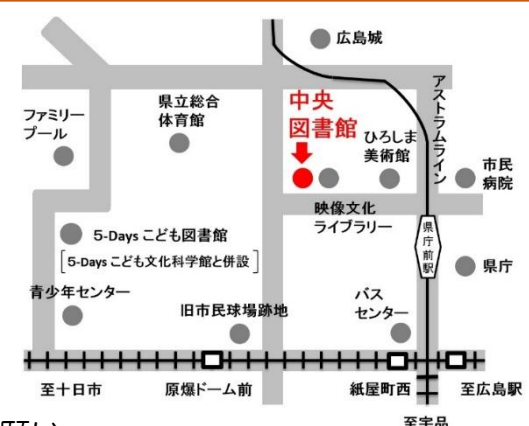 広島城
中央
図書館
県立総合
体育館
ファミリー
プール
ひろしま
美術館
アストラムライン
市民
病院
映像文化
ライブラリー
5-Days こども図書館
[5-Days こども文化科学館と併設]
県庁前駅
県庁
青少年センター
旧市民球場跡地
バス
センター
至十日市
原爆ドーム前
紙屋町西
至広島駅